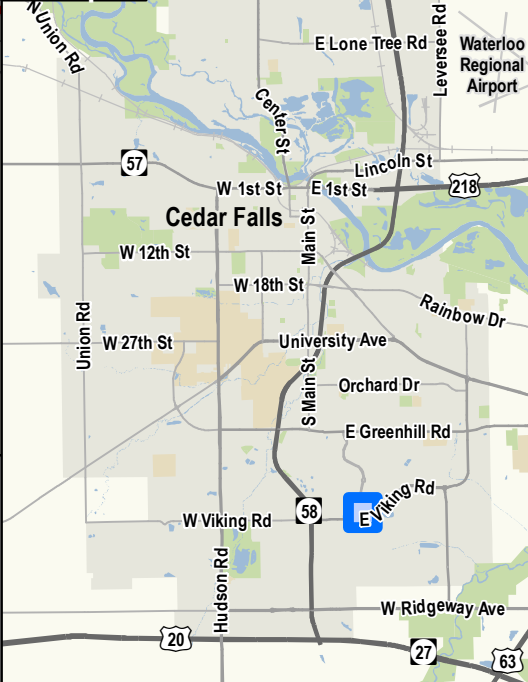 N Union Rd
E Lone Tree Rd
Leversee Rd
Waterloo
Regional
Airport
Center St
57
Lincoln St
W 1st St
E 1st St
218
Cedar Falls
Main St
W 12th St
W 18th St
Rainbow Dr
Union Rd
W 27th St
University Ave
S Main St
Orchard Dr
E Greenhill Rd
58
E Viking Rd
W Viking Rd
Hudson Rd
W Ridgeway Ave
20
27
63